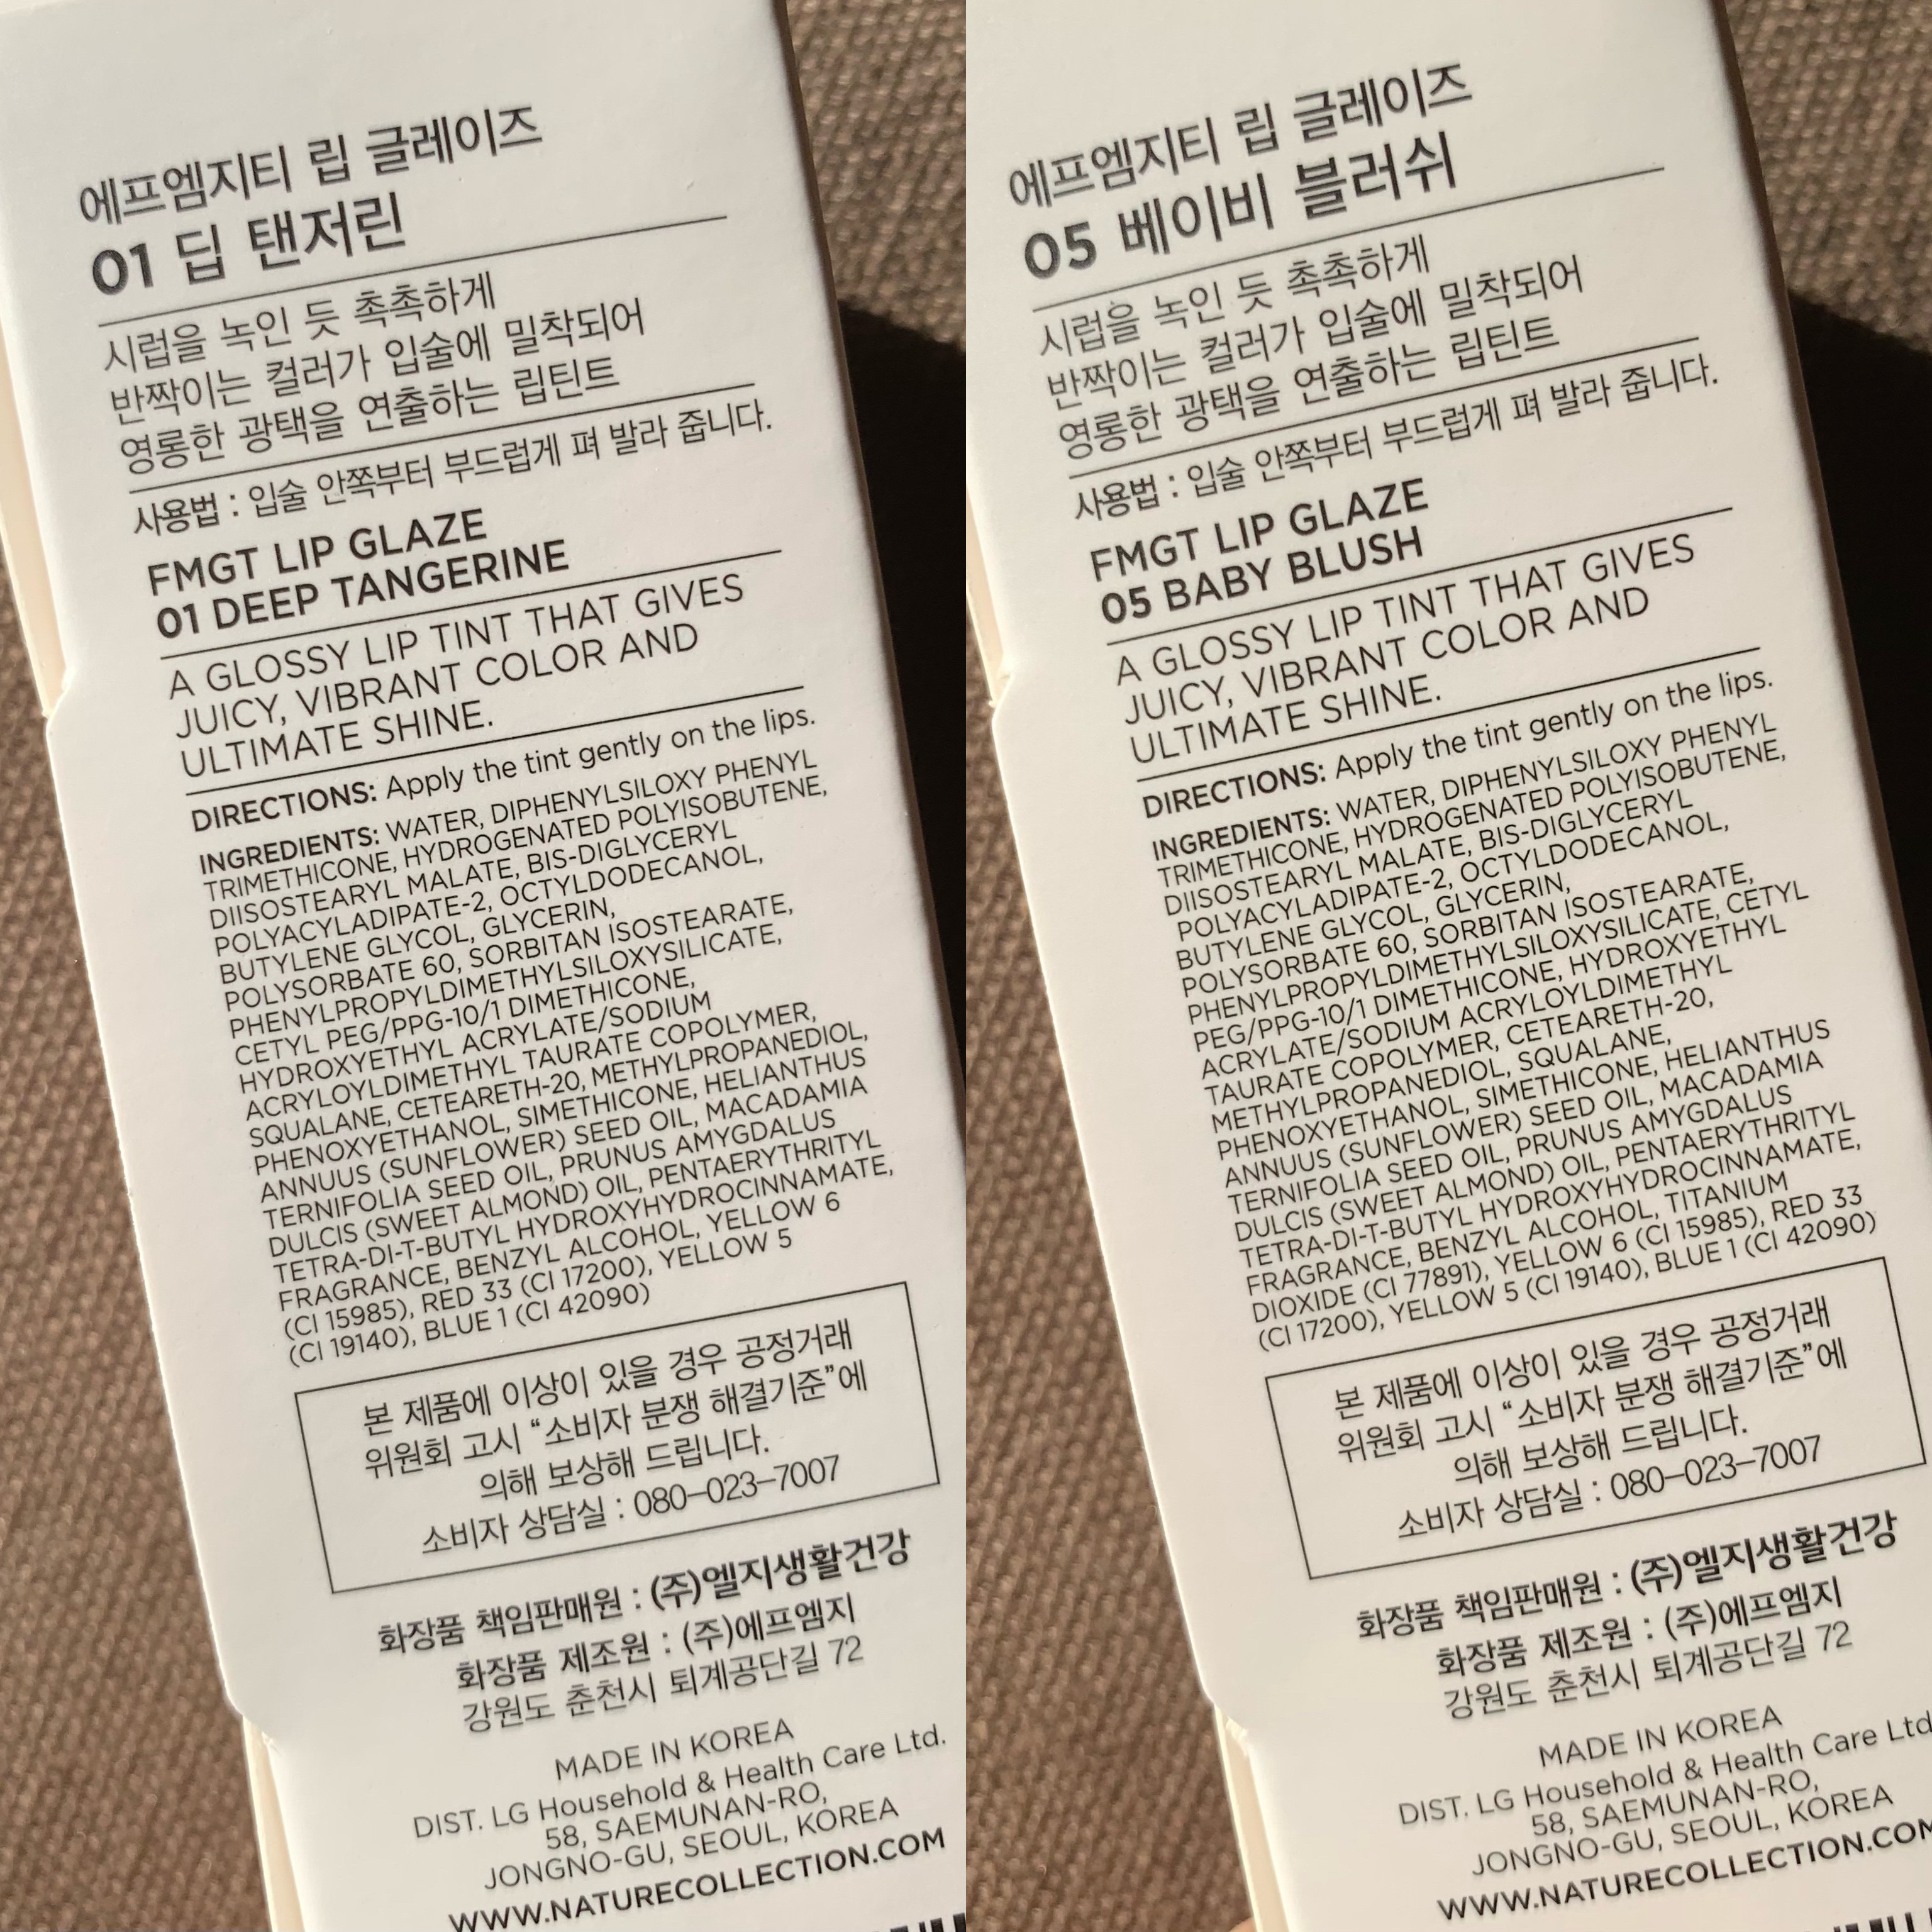 에프엠지티 립 글레이즈
01 딥 탠저린
시럽을 녹인 듯 촉촉하게
반짝이는 컬러가 입술에 밀착되어
영롱한 광택을 연출하는 립틴트
사용법 : 입술 안쪽부터 부드럽게 펴 발라 줍니다.
FMGT LIP GLAZE
01 DEEP TANGERINE
A GLOSSY LIP TINT THAT GIVES
JUICY, VIBRANT COLOR AND
ULTIMATE SHINE.
DIRECTIONS: Apply the tint gently on the lips.
INGREDIENTS: WATER, DIPHENYLSILOXY PHENYL
TRIMETHICONE, HYDROGENATED POLYISOBUTENE,
DIISOSTEARYL MALATE, BIS-DIGLYCERYL
POLYACYLADIPATE-2, OCTYLDODECANOL,
BUTYLENE GLYCOL, GLYCERIN,
POLYSORBATE 60, SORBITAN ISOSTEARATE,
PHENYLPROPYLDIMETHYLSILOXYSILICATE,
CETYL PEG/PPG-10/1 DIMETHICONE,
HYDROXYETHYL ACRYLATE/SODIUM
ACRYLOYLDIMETHYL TAURATE COPOLYMER,
SQUALANE, CETEARETH-20, METHYLPROPANEDIOL,
PHENOXYETHANOL, SIMETHICONE, HELIANTHUS
ANNUUS (SUNFLOWER) SEED OIL, MACADAMIA
TERNIFOLIA SEED OIL, PRUNUS AMYGDALUS
DULCIS (SWEET ALMOND) OIL, PENTAERYTHRITYL
TETRA-DI-T-BUTYL HYDROXYHYDROCINNAMATE,
FRAGRANCE, BENZYL ALCOHOL, YELLOW 6
(CI 15985), RED 33 (CI 17200), YELLOW 5
(CI 19140), BLUE 1 (CI 42090)
본 제품에 이상이 있을 경우 공정거래
위원회 고시 “소비자 분쟁 해결기준”에
의해 보상해 드립니다.
소비자 상담실 : 080–023–7007
화장품 책임판매원 : (주)엘지생활건강
화장품 제조원 : (주)에프엠지
강원도 춘천시 퇴계공단길 72
MADE IN KOREA
DIST. LG Household & Health Care Ltd.
58, SAEMUNAN-RO,
JONGNO-GU, SEOUL, KOREA
WWW.NATURECOLLECTION.COM
에프엠지티 립 글레이즈
05 베이비 블러쉬
시럽을 녹인 듯 촉촉하게
반짝이는 컬러가 입술에 밀착되어
영롱한 광택을 연출하는 립틴트
사용법 : 입술 안쪽부터 부드럽게 펴 발라 줍니다.
FMGT LIP GLAZE
05 BABY BLUSH
A GLOSSY LIP TINT THAT GIVES
JUICY, VIBRANT COLOR AND
ULTIMATE SHINE.
DIRECTIONS: Apply the tint gently on the lips.
INGREDIENTS: WATER, DIPHENYLSILOXY PHENYL
TRIMETHICONE, HYDROGENATED POLYISOBUTENE,
DIISOSTEARYL MALATE, BIS-DIGLYCERYL
POLYACYLADIPATE-2, OCTYLDODECANOL,
BUTYLENE GLYCOL, GLYCERIN,
POLYSORBATE 60, SORBITAN ISOSTEARATE,
PHENYLPROPYLDIMETHYLSILOXYSILICATE, CETYL
PEG/PPG-10/1 DIMETHICONE, HYDROXYETHYL
ACRYLATE/SODIUM ACRYLOYLDIMETHYL
TAURATE COPOLYMER, CETEARETH-20,
METHYLPROPANEDIOL, SQUALANE,
PHENOXYETHANOL, SIMETHICONE, HELIANTHUS
ANNUUS (SUNFLOWER) SEED OIL, MACADAMIA
TERNIFOLIA SEED OIL, PRUNUS AMYGDALUS
DULCIS (SWEET ALMOND) OIL, PENTAERYTHRITYL
TETRA-DI-T-BUTYL HYDROXYHYDROCINNAMATE,
FRAGRANCE, BENZYL ALCOHOL, TITANIUM
DIOXIDE (CI 77891), YELLOW 6 (CI 15985), RED 33
(CI 17200), YELLOW 5 (CI 19140), BLUE 1 (CI 42090)
본 제품에 이상이 있을 경우 공정거래
위원회 고시 “소비자 분쟁 해결기준”에
의해 보상해 드립니다.
소비자 상담실 : 080–023–7007
화장품 책임판매원 : (주)엘지생활건강
화장품 제조원 : (주)에프엠지
강원도 춘천시 퇴계공단길 72
MADE IN KOREA
DIST. LG Household & Health Care Ltd
58, SAEMUNAN-RO,
JONGNO-GU, SEOUL, KOREA
WWW.NATURECOLLECTION.COM